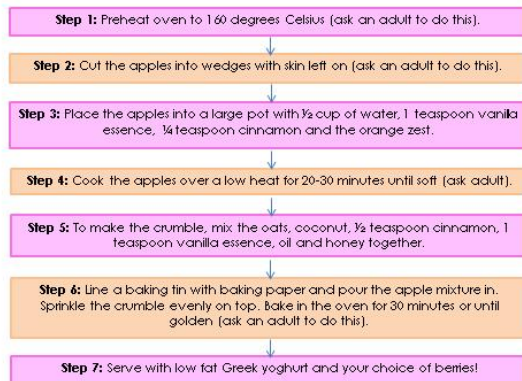 Step 1: Preheat oven to 160 degrees Celsius (ask an adult to do this).
Step 2: Cut the apples into wedges with skin left on (ask an adult to do this).
Step 3: Place the apples into a large pot with ½ cup of water, 1 teaspoon vanilla
essence, ¼ teaspoon cinnamon and the orange zest.
Step 4: Cook the apples over a low heat for 20-30 minutes until soft (ask adult).
Step 5: To make the crumble, mix the oats, coconut, ½ teaspoon cinnamon, 1
teaspoon vanilla essence, oil and honey together.
Step 6: Line a baking tin with baking paper and pour the apple mixture in.
Sprinkle the crumble evenly on top. Bake in the oven for 30 minutes or until
golden (ask an adult to do this).
Step 7: Serve with low fat Greek yoghurt and your choice of berries!